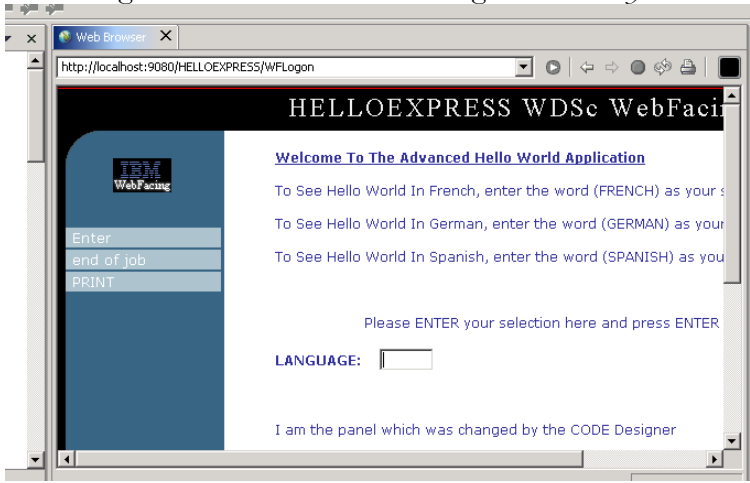 Web Browser
http://localhost:9080/HELLOEXPRESS/WFLogon
HELLOEXPRESS WDSc WebFaci
IBM
WebFacing
Welcome To The Advanced Hello World Application
To See Hello World In French, enter the word (FRENCH) as your s
To See Hello World In German, enter the word (GERMAN) as your
To See Hello World In Spanish, enter the word (SPANISH) as you
Enter
end of job
PRINT
Please ENTER your selection here and press ENTER
LANGUAGE:
I am the panel which was changed by the CODE Designer